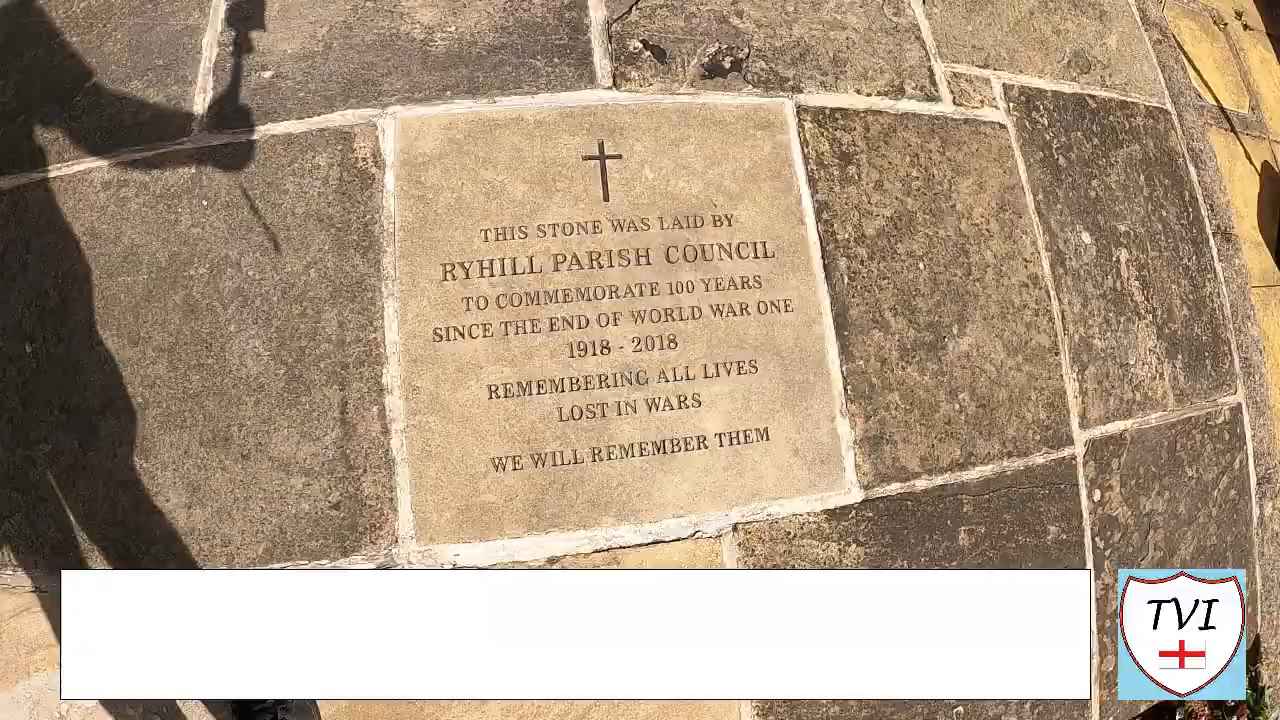 THIS STONE WAS LAID BY
RYHILL PARISH COUNCIL
TO COMMEMORATE 100 YEARS
SINCE THE END OF WORLD WAR ONE
1918 - 2018
REMEMBERING ALL LIVES
LOST IN WARS
WE WILL REMEMBER THEM
TVI